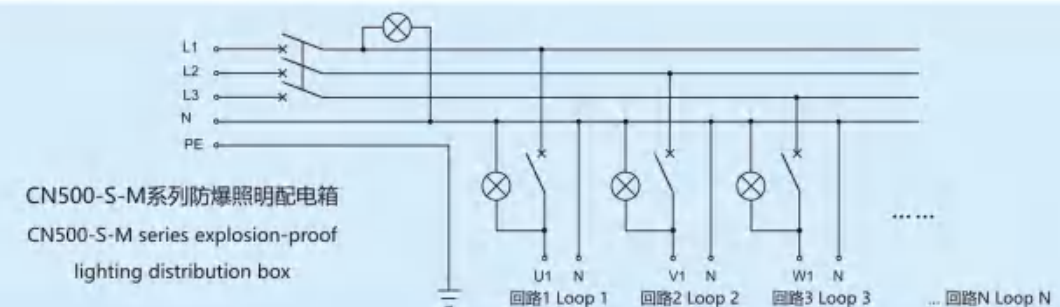 L1
L2
L3
N
PE
CN500-S-M系列防爆照明配电箱
CN500-S-M series explosion-proof
lighting distribution box
U1 N V1 N W1 N
回路1 Loop 1 回路2 Loop 2 回路3 Loop 3 ... 回路N Loop N